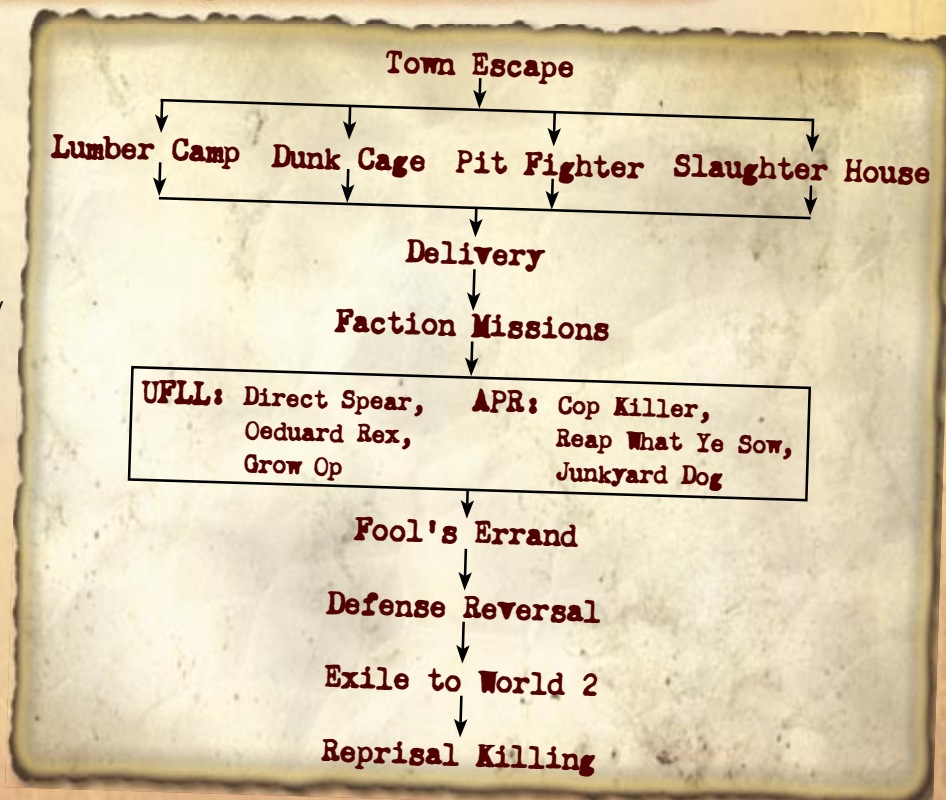 Town Escape
Lumber Camp Dunk Cage Pit Fighter Slaughter House
Delivery
Faction Missions
UFLL: Direct Spear, APR: Cop Killer,
Oeduard Rex, Reap What Ye Sow,
Grow Op Junkyard Dog
Fool's Errand
Defense Reversal
Exile to World 2
Reprisal Killing